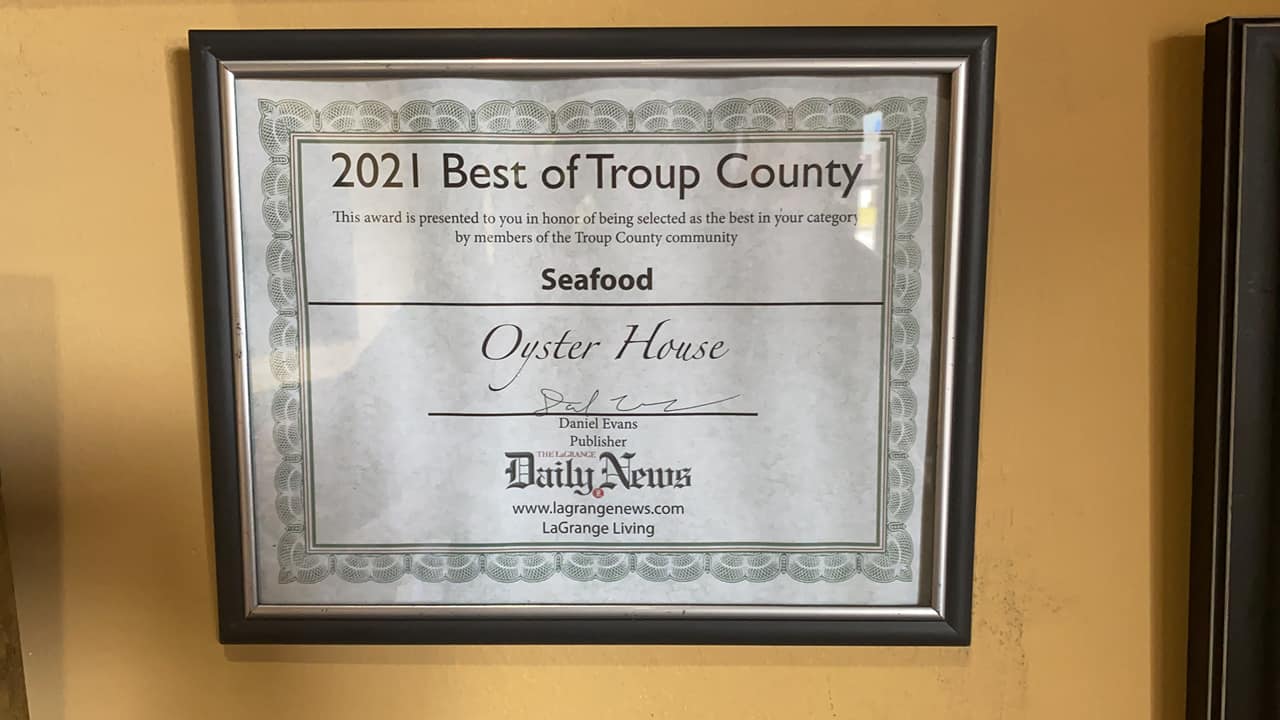 2021 Best of Troup County
This award is presented to you in honor of being selected as the best in your category
by members of the Troup County community
Seafood
Oyster House
Daniel Evans
Publisher
THE LAGRANGE
Daily News
www.lagrangenews.com
LaGrange Living